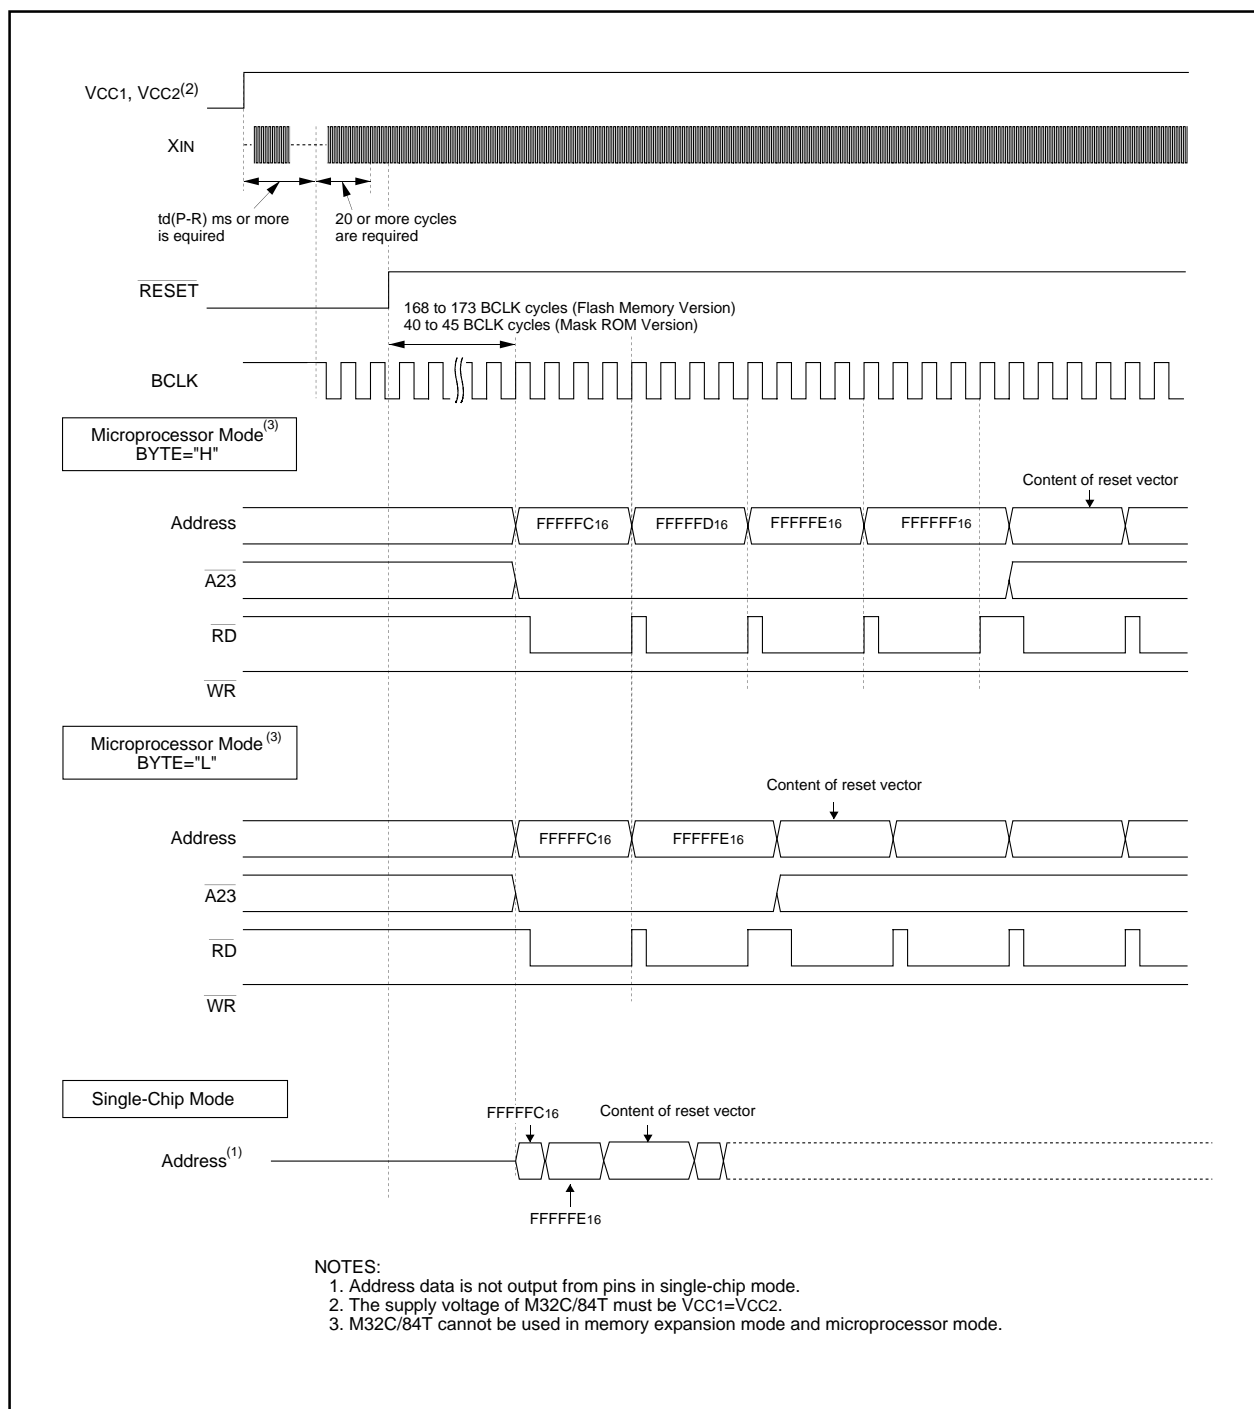 VCC1, VCC2(2)
XIN
td(P-R) ms or more
is equired
20 or more cycles
are required
RESET
168 to 173 BCLK cycles (Flash Memory Version)
40 to 45 BCLK cycles (Mask ROM Version)
BCLK
Microprocessor Mode(3)
BYTE="H"
Content of reset vector
Address
FFFFFC16
FFFFFD16
FFFFFE16
FFFFFF16
A23
RD
WR
Microprocessor Mode (3)
BYTE="L"
Content of reset vector
Address
FFFFFC16
FFFFFE16
A23
RD
WR
Single-Chip Mode
FFFFFC16
Content of reset vector
Address(1)
FFFFFE16
NOTES:
1. Address data is not output from pins in single-chip mode.
2. The supply voltage of M32C/84T must be VCC1=VCC2.
3. M32C/84T cannot be used in memory expansion mode and microprocessor mode.